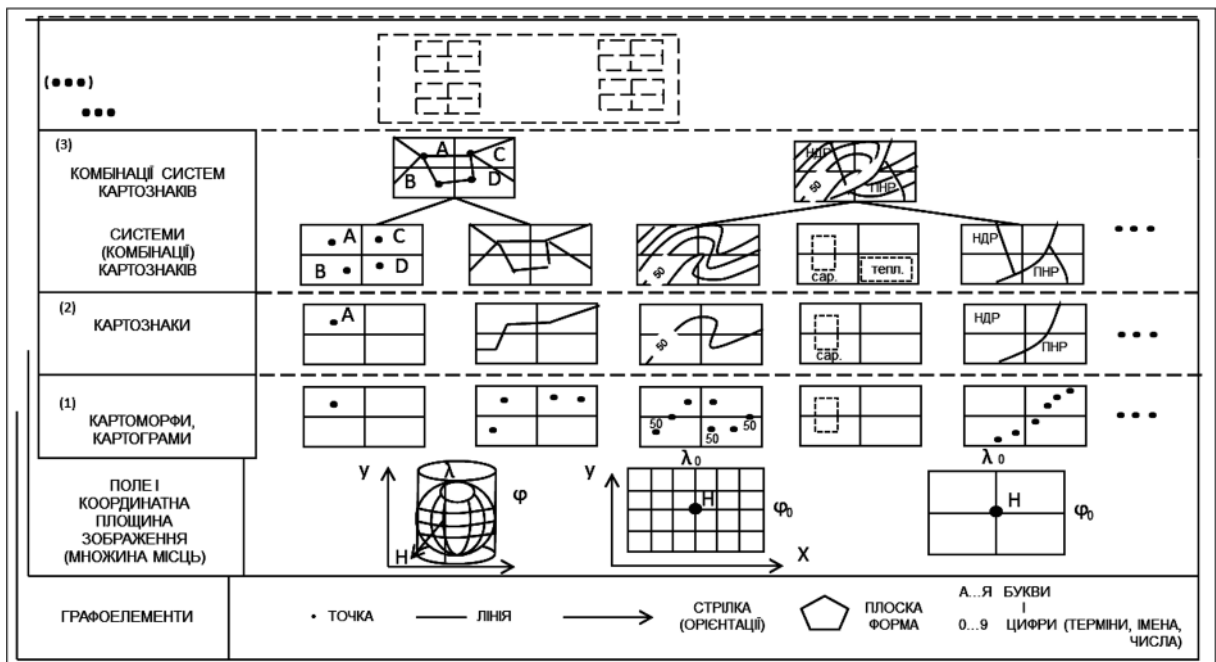 (•••)
•••
(3)
КОМБІНАЦІЇ СИСТЕМ
КАРТОЗНАКІВ
A
C
B
D
НДР
50
ПНР
СИСТЕМИ
(КОМБІНАЦІЇ)
КАРТОЗНАКІВ
A
C
B
D
50
сар.
тепл.
НДР
ПНР
•••
(2)
КАРТОЗНАКИ
A
50
сар.
НДР
ПНР
•••
(1)
КАРТОМОРФИ,
КАРТОГРАМИ
50
50
50
•••
ПОЛЕ І
КООРДИНАТНА
ПЛОЩИНА
ЗОБРАЖЕННЯ
(МНОЖИНА МІСЦЬ)
y
λ
φ
H
y
λ₀
H
φ₀
X
λ₀
H
φ₀
ГРАФОЕЛЕМЕНТИ
• ТОЧКА
ЛІНІЯ
СТРІЛКА
(ОРІЄНТАЦІЇ)
ПЛОСКА
ФОРМА
А...Я БУКВИ
І
0...9 ЦИФРИ (ТЕРМІНИ, ІМЕНА,
ЧИСЛА)